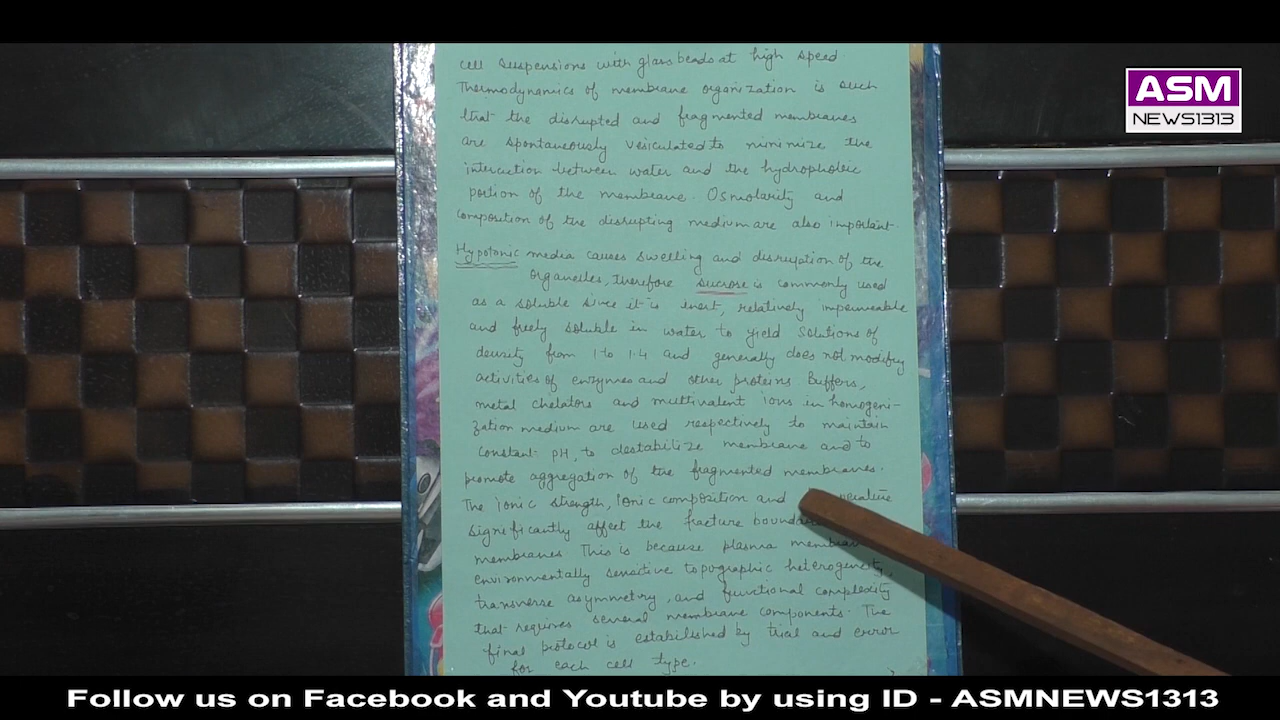 cell suspensions with glass beads at high speed
Thermodynamics of membrane organization is such
that the disrupted and fragmented membranes
are spontaneously vesiculated to minimize the
interaction between water and the hydrophobic
portion of the membrane. Osmolarity and
composition of the disrupting medium are also important.
Hypotonic media causes swelling and disruption of the
organelles, therefore sucrose is commonly used
as a soluble since it is inert, relatively impermeable
and freely soluble in water to yield solutions of
density from 1 to 1.4 and generally does not modifiy
activities of enzymes and other proteins Buffers,
metal chelators and multivalent ions in homogeni-
zation medium are used respectively to maintain
constant pH, to destabilize membrane and to
promote aggregation of the fragmented membranes.
The ionic strength, ionic composition and
significantly affect the fracture
membranes This is because plasma
environmentally sensitive topographic heterogeneity,
transverse asymmetry, and functional complexity
that requires several membrane components. The
final protocol is estabilished by trial and error
for each cell type.
ASM
NEWS1313
Follow us on Facebook and Youtube by using ID - ASMNEWS1313